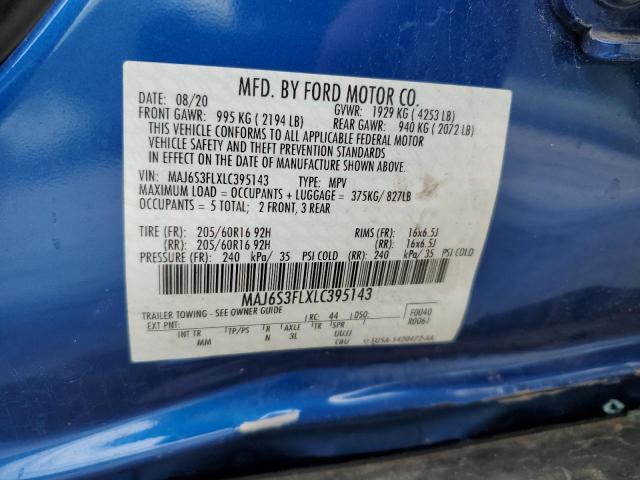 MFD. BY FORD MOTOR CO.
DATE: 08/20 GVWR: 1929 KG ( 4253 LB)
FRONT GAWR: 995 KG ( 2194 LB) REAR GAWR: 940 KG ( 2072 LB)
THIS VEHICLE CONFORMS TO ALL APPLICABLE FEDERAL MOTOR
VEHICLE SAFETY AND THEFT PREVENTION STANDARDS
IN EFFECT ON THE DATE OF MANUFACTURE SHOWN ABOVE.
VIN: MAJ6S3FLXLC395143 TYPE: MPV
MAXIMUM LOAD = OCCUPANTS + LUGGAGE = 375KG/ 827LB
OCCUPANTS = 5 TOTAL; 2 FRONT, 3 REAR
TIRE (FR): 205/60R16 92H RIMS (FR): 16x6.5J
(RR): 205/60R16 92H (RR): 16x6.5J
PRESSURE (FR): 240 kPa/ 35 PSI COLD (RR): 240 kPa/ 35 PSI COLD
MAJ6S3FLXLC395143
TRAILER TOWING - SEE OWNER GUIDE
EXT PNT: RC: 44 DSO: F0040
R0061
INT TR TP/PS R AXLE TR SPR
MM N 3L UUJJ
CBU